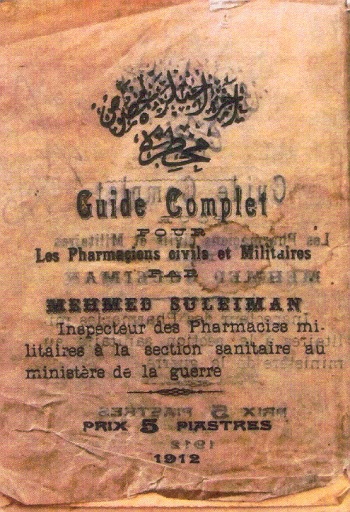 مخطره
Guide Complet
POUR
Les Pharmaciens civils et Militaires
PAR
MEHMED SULEIMAN
Inspecteur des Pharmacies mi-
litaires à la section sanitaire au
ministère de la guerre
PRIX 5 PIASTRES
1912